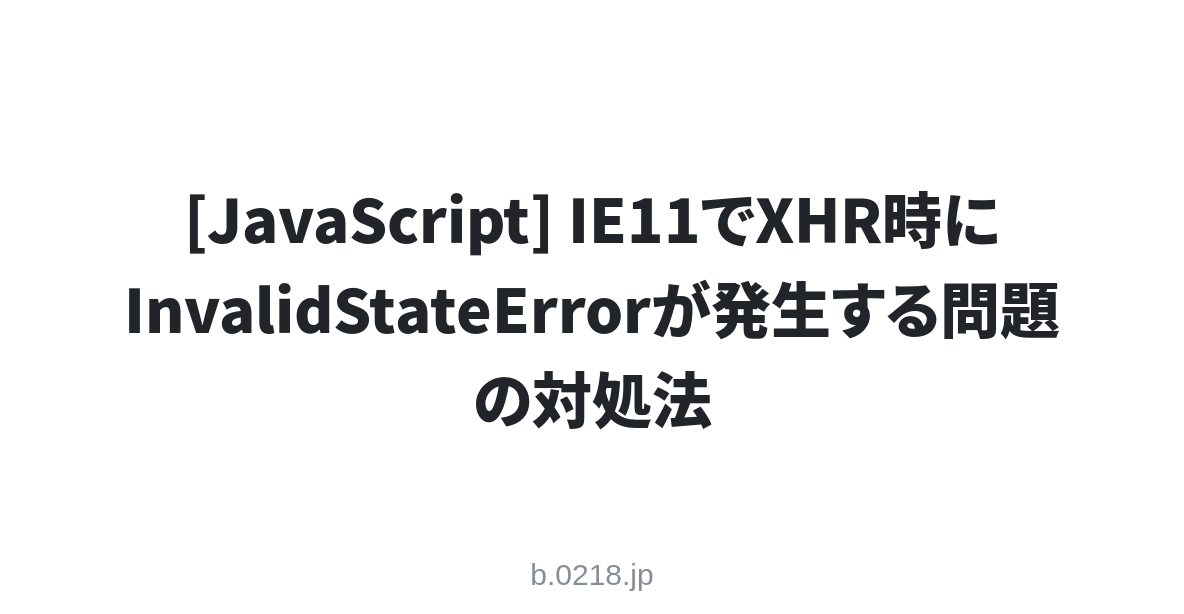 [JavaScript] IE11でXHR時に
InvalidStateErrorが発生する問題
の対処法
b.0218.jp